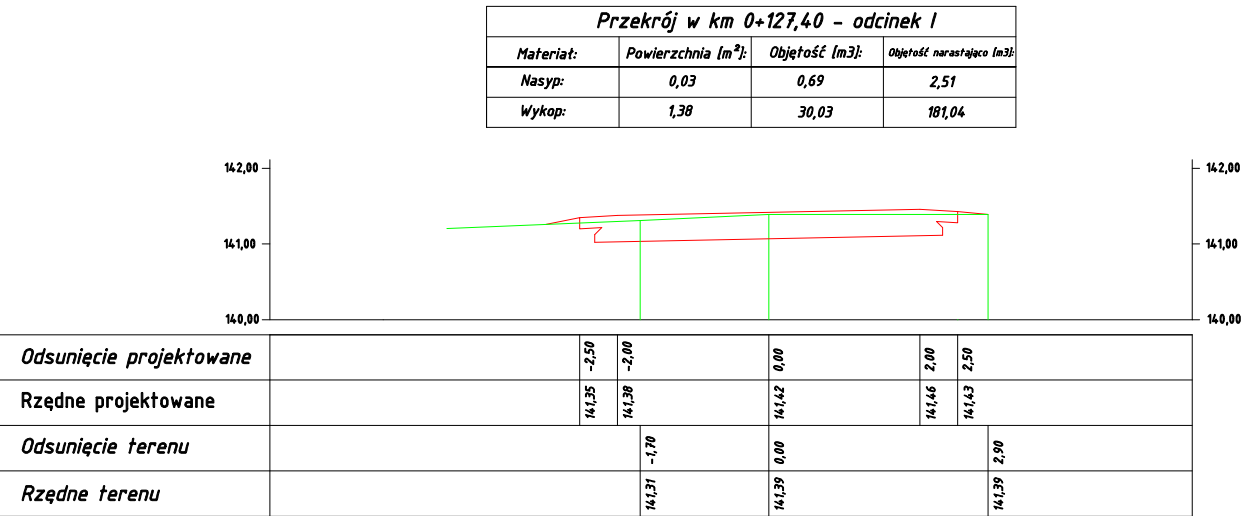 Przekrój w km 0+127,40 - odcinek I
Materiał: Powierzchnia [m²]: Objętość [m3]: Objętość narastająco [m3]:
Nasyp: 0,03 0,69 2,51
Wykop: 1,38 30,03 181,04
142,00 142,00
141,00 141,00
140,00 140,00
Odsunięcie projektowane -2,50 -2,00 0,00 2,00 2,50
Rzędne projektowane 141,35 141,38 141,42 141,46 141,43
Odsunięcie terenu -1,70 0,00 2,90
Rzędne terenu 141,31 141,39 141,39